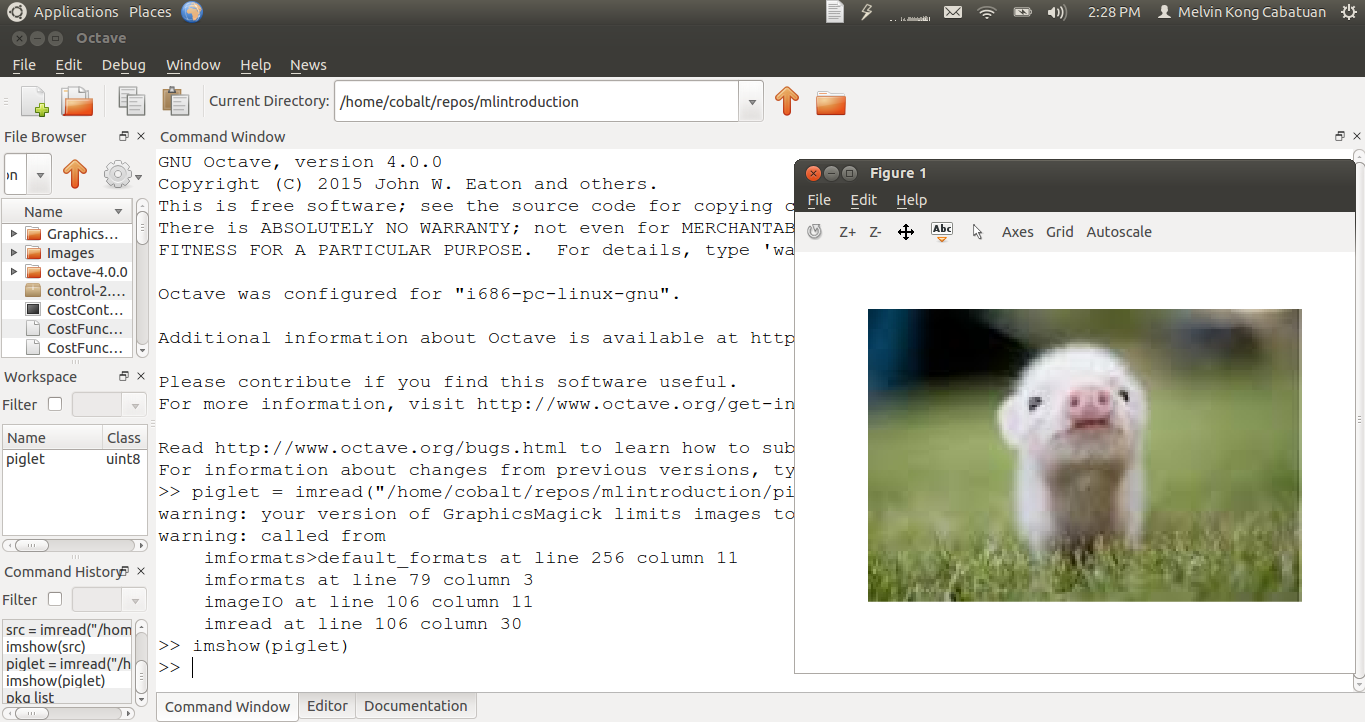 Applications Places
2:28 PM Melvin Kong Cabatuan
Octave
File Edit Debug Window Help News
Current Directory: /home/cobalt/repos/mlintroduction
File Browser
Name
Graphics...
Images
octave-4.0.0
control-2....
CostCont...
CostFunc...
CostFunc...
Workspace
Filter
Name Class
piglet uint8
Command History
Filter
src = imread("/hom
imshow(src)
piglet = imread("/h
imshow(piglet)
pkg list
Command Window
GNU Octave, version 4.0.0
Copyright (C) 2015 John W. Eaton and others.
This is free software; see the source code for copying c
There is ABSOLUTELY NO WARRANTY; not even for MERCHANTAB
FITNESS FOR A PARTICULAR PURPOSE.  For details, type 'wa
Octave was configured for "i686-pc-linux-gnu".
Additional information about Octave is available at http
Please contribute if you find this software useful.
For more information, visit http://www.octave.org/get-in
Read http://www.octave.org/bugs.html to learn how to sub
For information about changes from previous versions, ty
>> piglet = imread("/home/cobalt/repos/mlintroduction/pi
warning: your version of GraphicsMagick limits images to
warning: called from
    imformats>default_formats at line 256 column 11
    imformats at line 79 column 3
    imageIO at line 106 column 11
    imread at line 106 column 30
>> imshow(piglet)
>>
Command Window Editor Documentation
Figure 1
File Edit Help
Z+ Z- Abc Axes Grid Autoscale